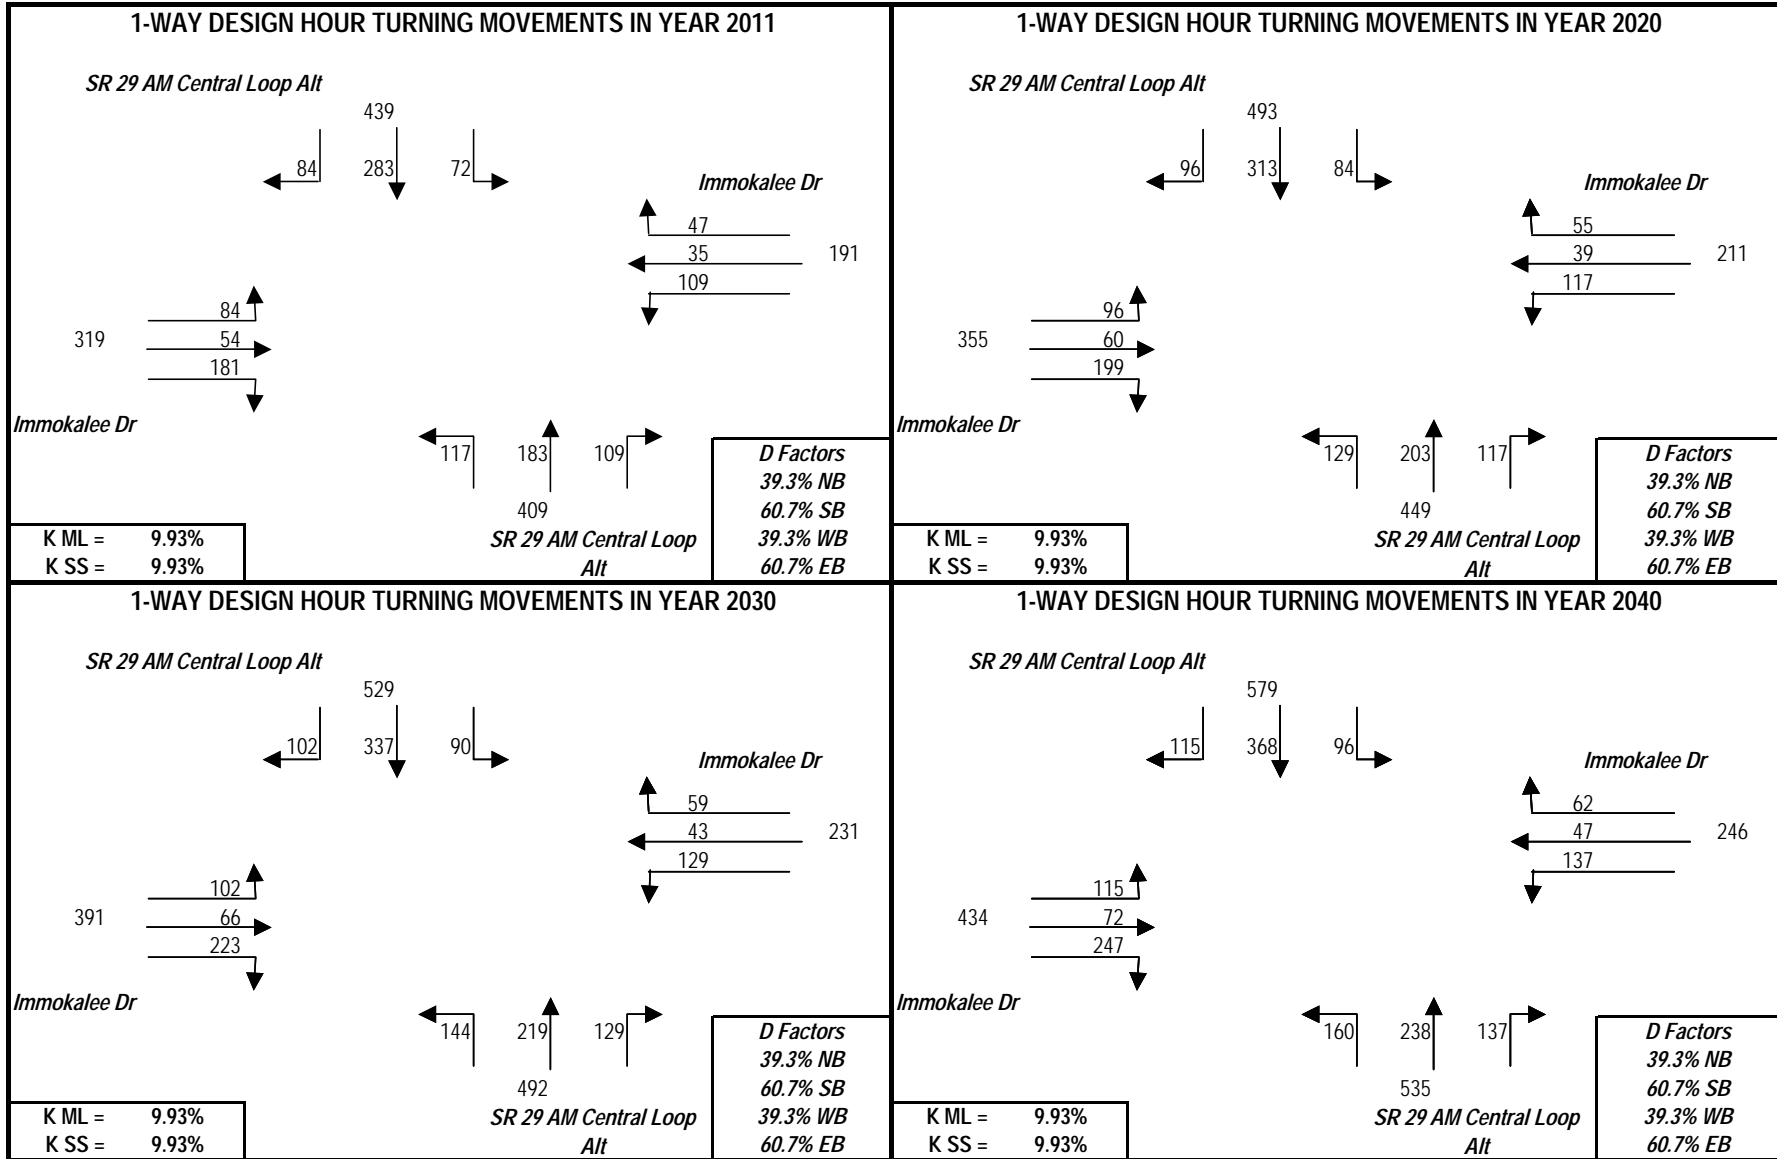 1-WAY DESIGN HOUR TURNING MOVEMENTS IN YEAR 2011
SR 29 AM Central Loop Alt
439
84 283 72
Immokalee Dr
47
35 191
109
84
319 54
181
Immokalee Dr
117 183 109
409
SR 29 AM Central Loop
Alt
D Factors
39.3% NB
60.7% SB
39.3% WB
60.7% EB
K ML = 9.93%
K SS = 9.93%
1-WAY DESIGN HOUR TURNING MOVEMENTS IN YEAR 2020
SR 29 AM Central Loop Alt
493
96 313 84
Immokalee Dr
55
39 211
117
96
355 60
199
Immokalee Dr
129 203 117
449
SR 29 AM Central Loop
Alt
D Factors
39.3% NB
60.7% SB
39.3% WB
60.7% EB
K ML = 9.93%
K SS = 9.93%
1-WAY DESIGN HOUR TURNING MOVEMENTS IN YEAR 2030
SR 29 AM Central Loop Alt
529
102 337 90
Immokalee Dr
59
43 231
129
102
391 66
223
Immokalee Dr
144 219 129
492
SR 29 AM Central Loop
Alt
D Factors
39.3% NB
60.7% SB
39.3% WB
60.7% EB
K ML = 9.93%
K SS = 9.93%
1-WAY DESIGN HOUR TURNING MOVEMENTS IN YEAR 2040
SR 29 AM Central Loop Alt
579
115 368 96
Immokalee Dr
62
47 246
137
115
434 72
247
Immokalee Dr
160 238 137
535
SR 29 AM Central Loop
Alt
D Factors
39.3% NB
60.7% SB
39.3% WB
60.7% EB
K ML = 9.93%
K SS = 9.93%